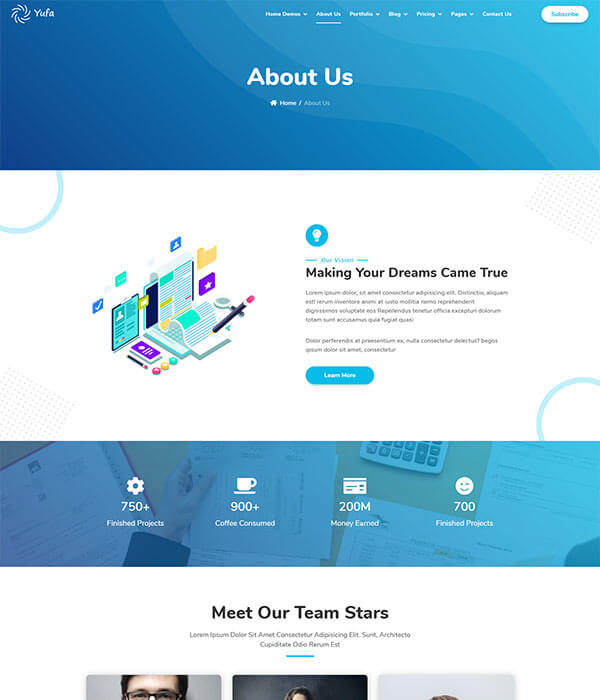 Yufa
Home Demos
About Us
Portfolio
Blog
Pricing
Pages
Contact Us
Subscribe
About Us
Home / About Us
Our Vision
Making Your Dreams Came True
Lorem ipsum dolor, sit amet consectetur adipisicing elit. Distinctio, aliquam
est! rerum inventore animi at iusto mollitia nemo reprehenderit
dignissimos voluptate eos Repellendus tenetur officia excepturi dolorum
totam sunt accusamus quia fugiat quasi
Dolor perferendis at praesentium ex, nulla consectetur delectus? begos
ipsum dolor sit amet, consectetur
Learn More
750+
Finished Projects
900+
Coffee Consumed
200M
Money Earned
700
Finished Projects
Meet Our Team Stars
Lorem Ipsum Dolor Sit Amet Consectetur Adipisicing Elit. Sunt, Architecto
Cupiditate Odio Rerum Est